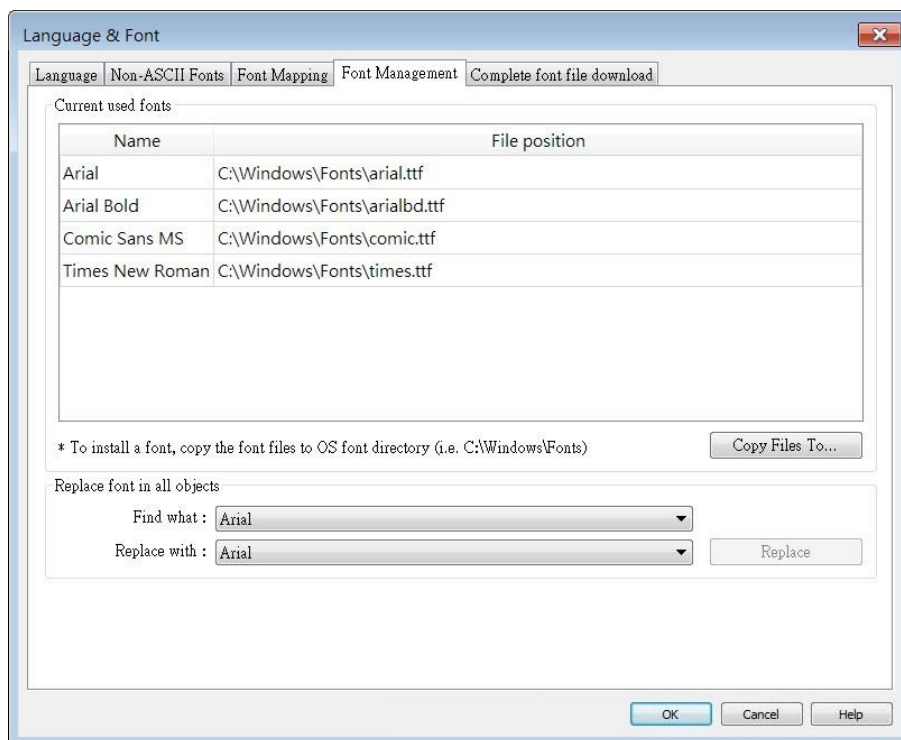 Language & Font
Language Non-ASCII Fonts Font Mapping Font Management Complete font file download
Current used fonts
Name File position
Arial C:\Windows\Fonts\arial.ttf
Arial Bold C:\Windows\Fonts\arialbd.ttf
Comic Sans MS C:\Windows\Fonts\comic.ttf
Times New Roman C:\Windows\Fonts\times.ttf
* To install a font, copy the font files to OS font directory (i.e. C:\Windows\Fonts) Copy Files To...
Replace font in all objects
Find what : Arial
Replace with : Arial Replace
OK Cancel Help